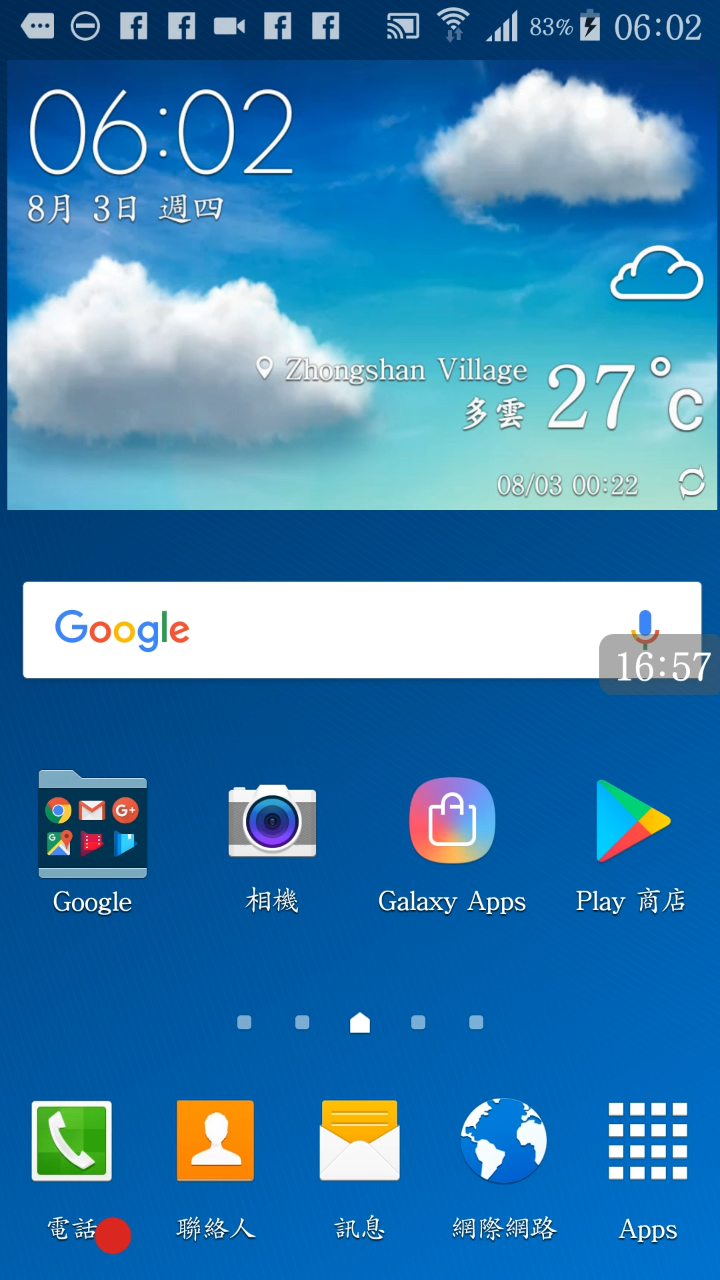 83% 06:02
06:02
8月 3日 週四
Zhongshan Village
多雲 27°c
08/03 00:22
Google
16:57
Google 相機 Galaxy Apps Play 商店
電話 聯絡人 訊息 網際網路 Apps